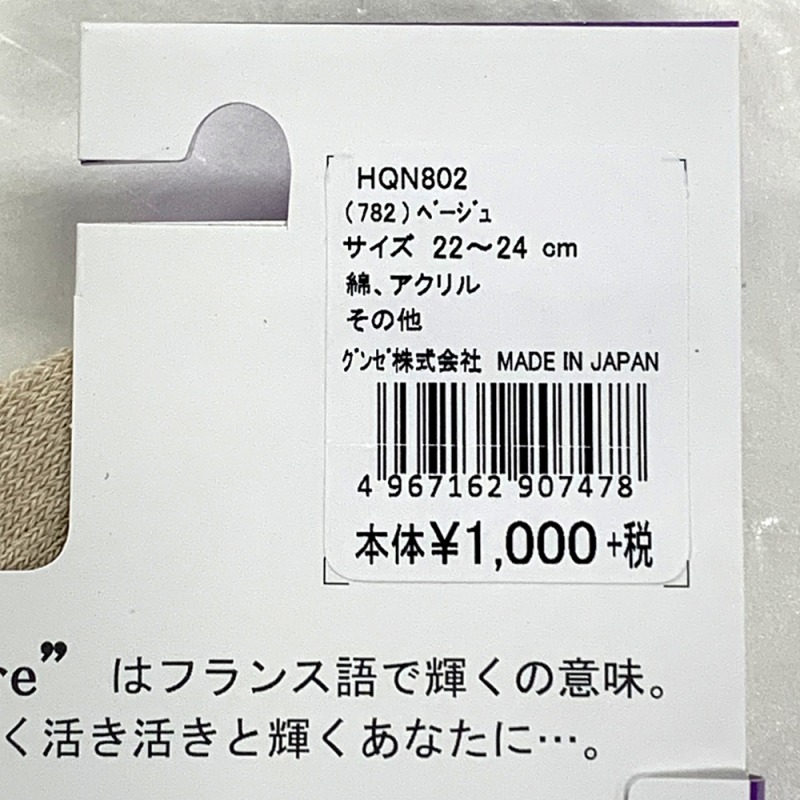 HQN802
(782)ﾍﾞｰｼﾞｭ
サイズ 22～24 cm
綿、アクリル
その他
ｸﾞﾝｾﾞ株式会社 MADE IN JAPAN
4 967162 907478
本体¥1,000+税
re” はフランス語で輝くの意味。
く活き活きと輝くあなたに…。